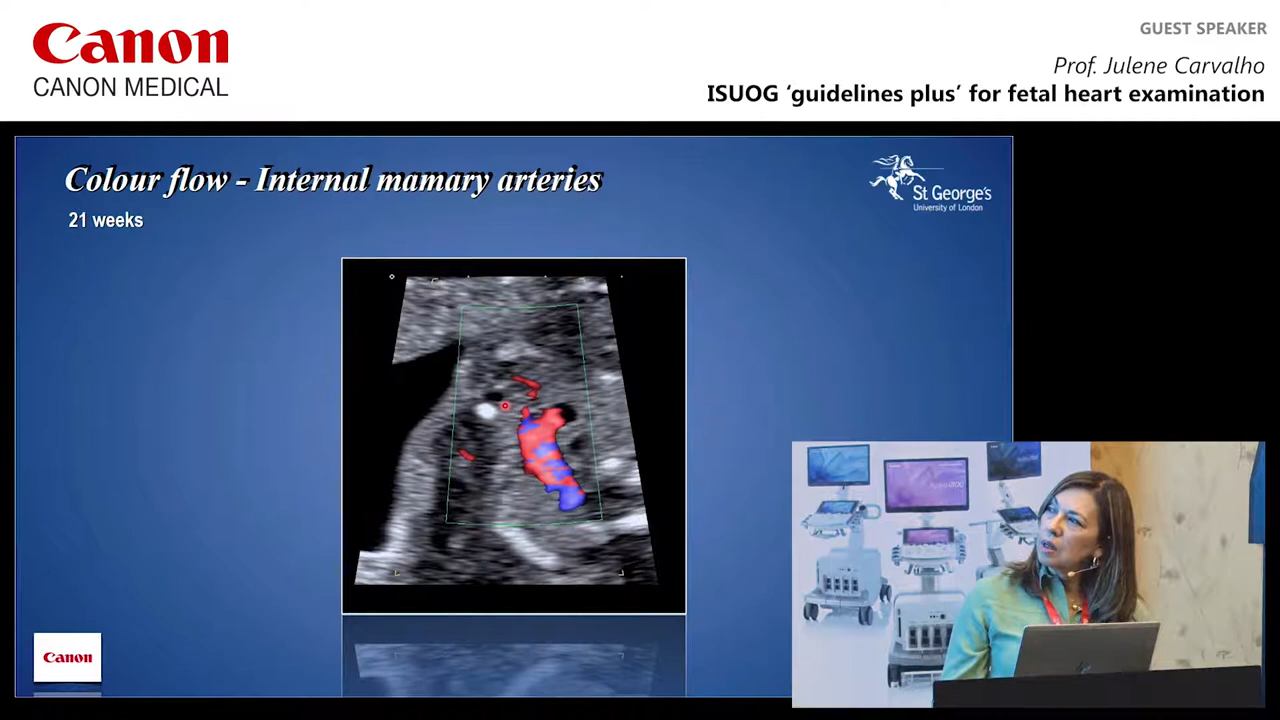 Canon
CANON MEDICAL
GUEST SPEAKER
Prof. Julene Carvalho
ISUOG ‘guidelines plus’ for fetal heart examination
Colour flow - Internal mamary arteries
21 weeks
St George's
University of London
Canon